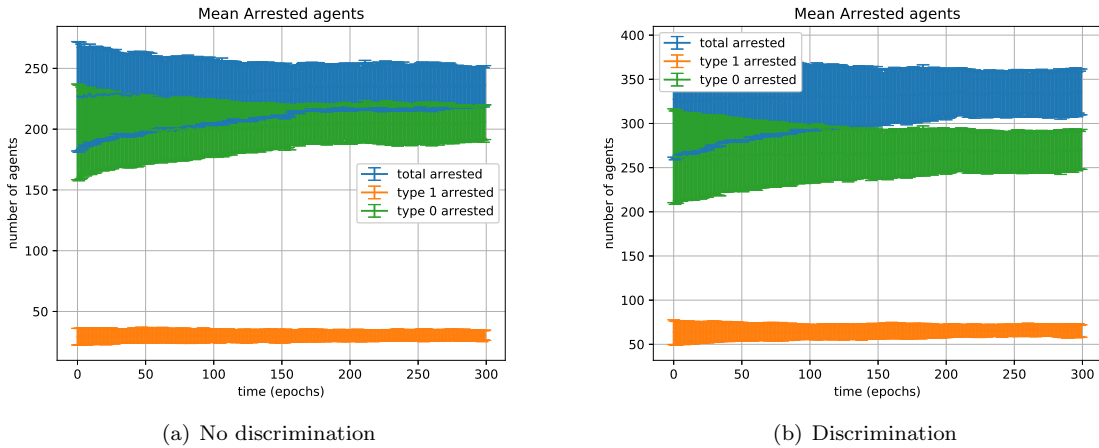 Mean Arrested agents
number of agents
250
200
150
100
50
total arrested
type 1 arrested
type 0 arrested
0 50 100 150 200 250 300
time (epochs)
(a) No discrimination
Mean Arrested agents
number of agents
400
350
300
250
200
150
100
50
total arrested
type 1 arrested
type 0 arrested
0 50 100 150 200 250 300
time (epochs)
(b) Discrimination